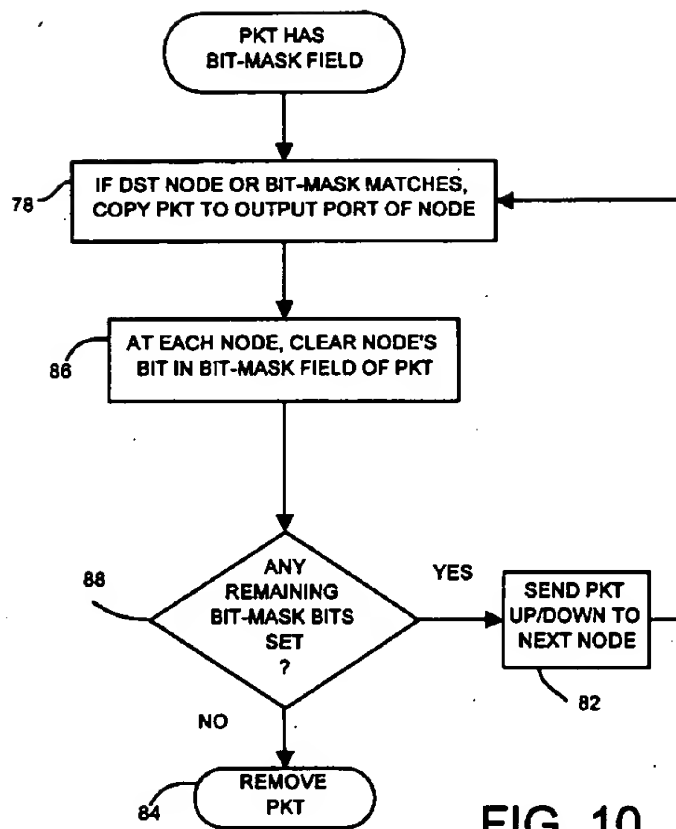 PKT HAS
BIT-MASK FIELD
IF DST NODE OR BIT-MASK MATCHES,
COPY PKT TO OUTPUT PORT OF NODE
78
AT EACH NODE, CLEAR NODE'S
BIT IN BIT-MASK FIELD OF PKT
86
ANY
REMAINING
BIT-MASK BITS
SET
?
88
YES
SEND PKT
UP/DOWN TO
NEXT NODE
82
NO
REMOVE
PKT
84
FIG. 10